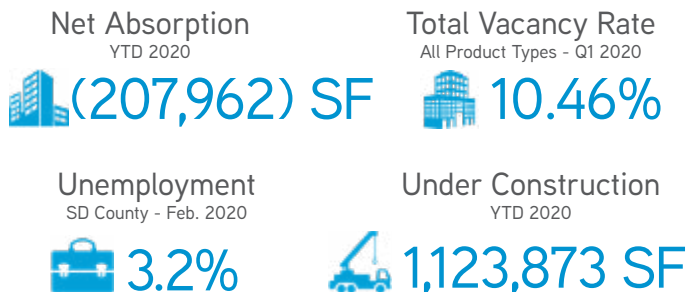 Net Absorption
YTD 2020
(207,962) SF
Total Vacancy Rate
All Product Types - Q1 2020
10.46%
Unemployment
SD County - Feb. 2020
3.2%
Under Construction
YTD 2020
1,123,873 SF